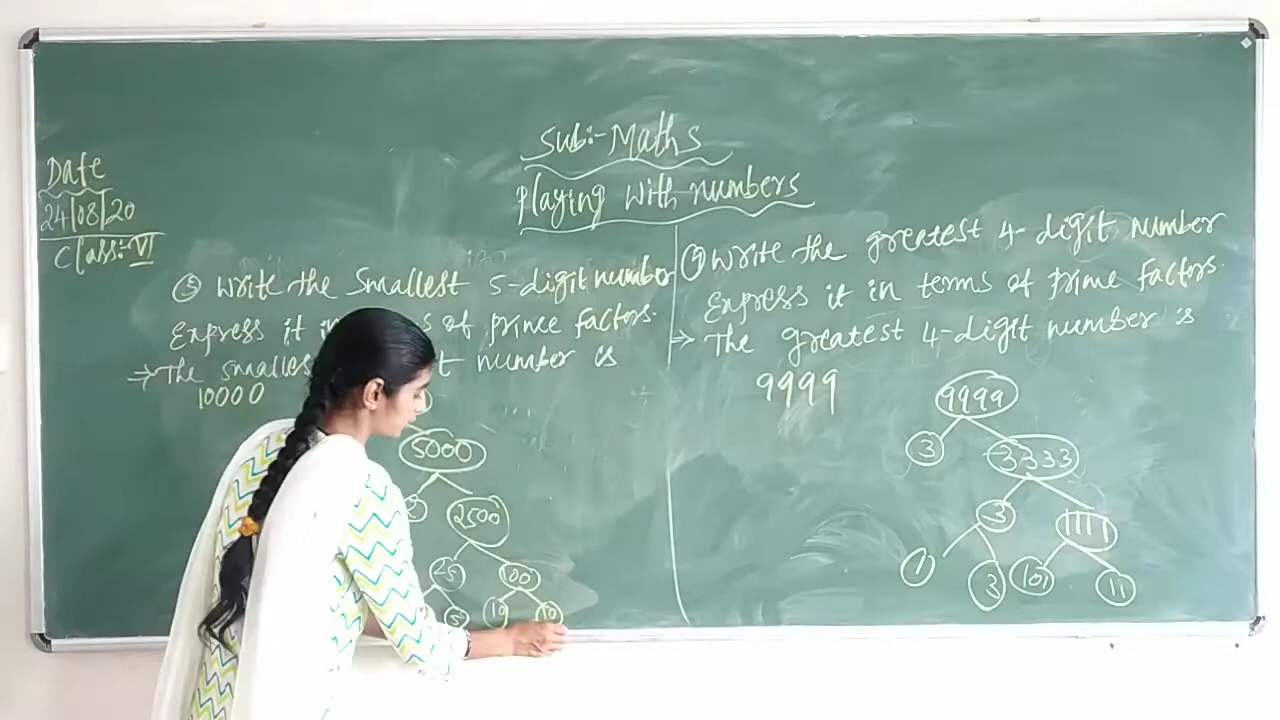 Sub:- Maths
Playing with numbers
Date
24/08/20
Class:- VI
⑤ Write the Smallest 5-digit number
Express it in s of prince factors.
→ The smalles t number is
10000
5000
2 2500
25 100
5 10 10
Write the greatest 4-digit number
Express it in terms of prime factors.
→ The greatest 4-digit number is
9999
9999
3 3333
3 1111
1 3 101 11